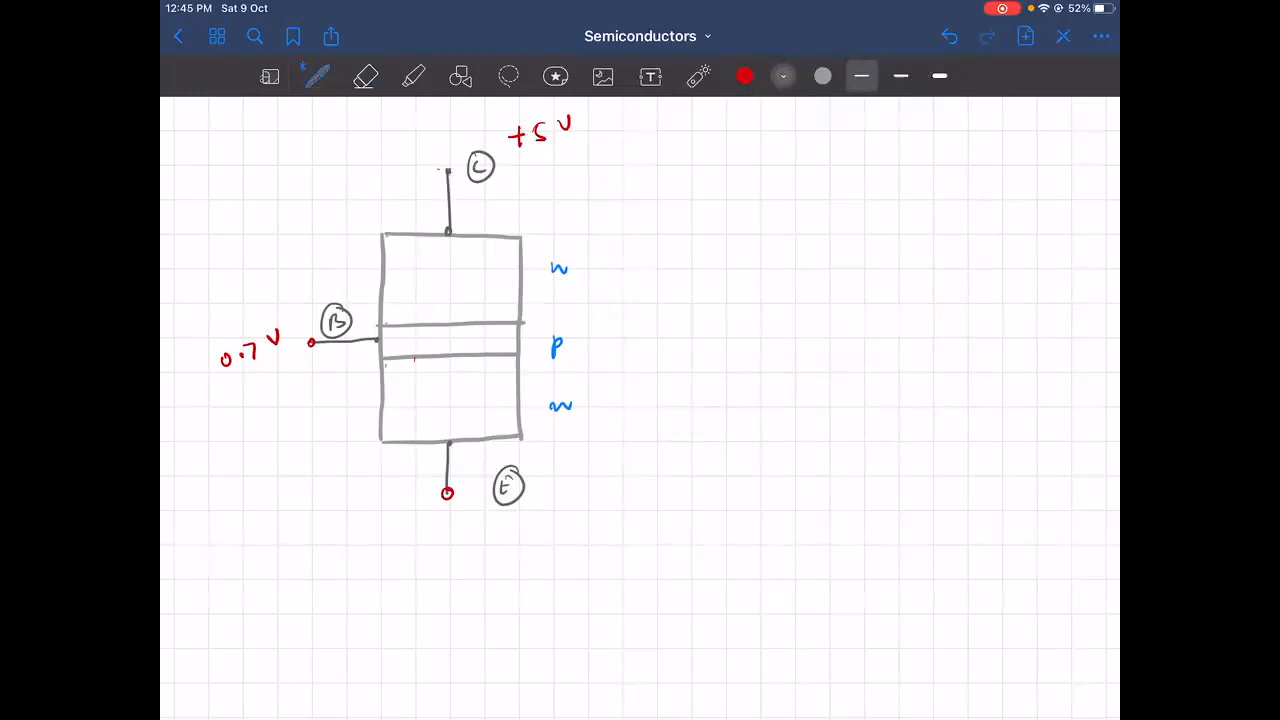 12:45 PM Sat 9 Oct
52%
Semiconductors
T
+5 V
C
n
B
0.7 V
p
n
E